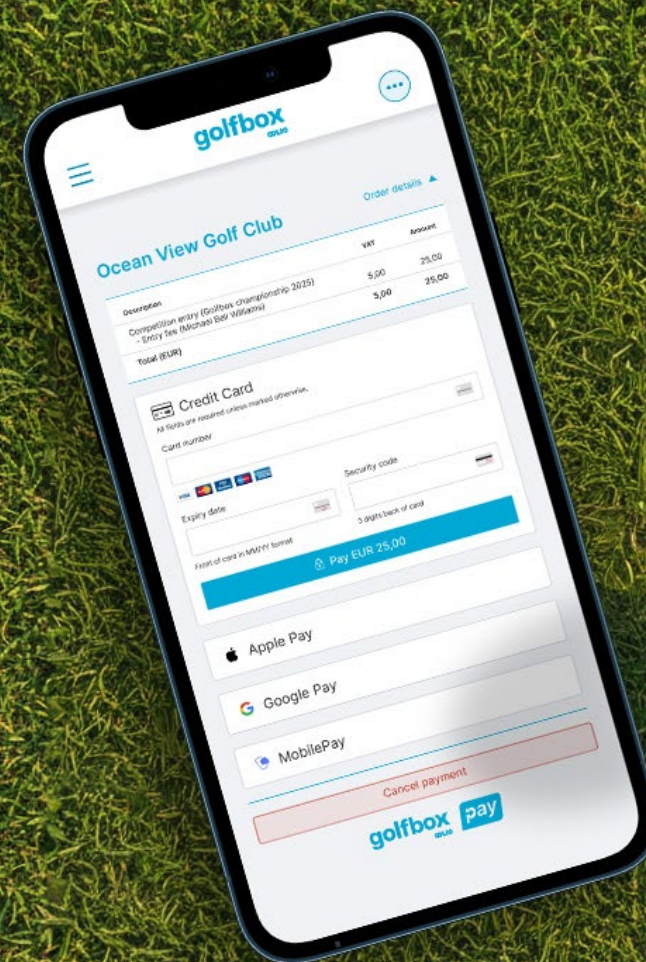 golfbox
Order details
Ocean View Golf Club
Description VAT Amount
Competition entry (Golfbox championship 2025) 5,00 25,00
- Entry fee (Michael Bell Williams)
Total (EUR) 5,00 25,00
Credit Card
All fields are required unless marked otherwise.
Card number
VISA
Expiry date
Security code
Front of card in MM/YY format
3 digits back of card
Pay EUR 25,00
Apple Pay
Google Pay
MobilePay
Cancel payment
golfbox pay